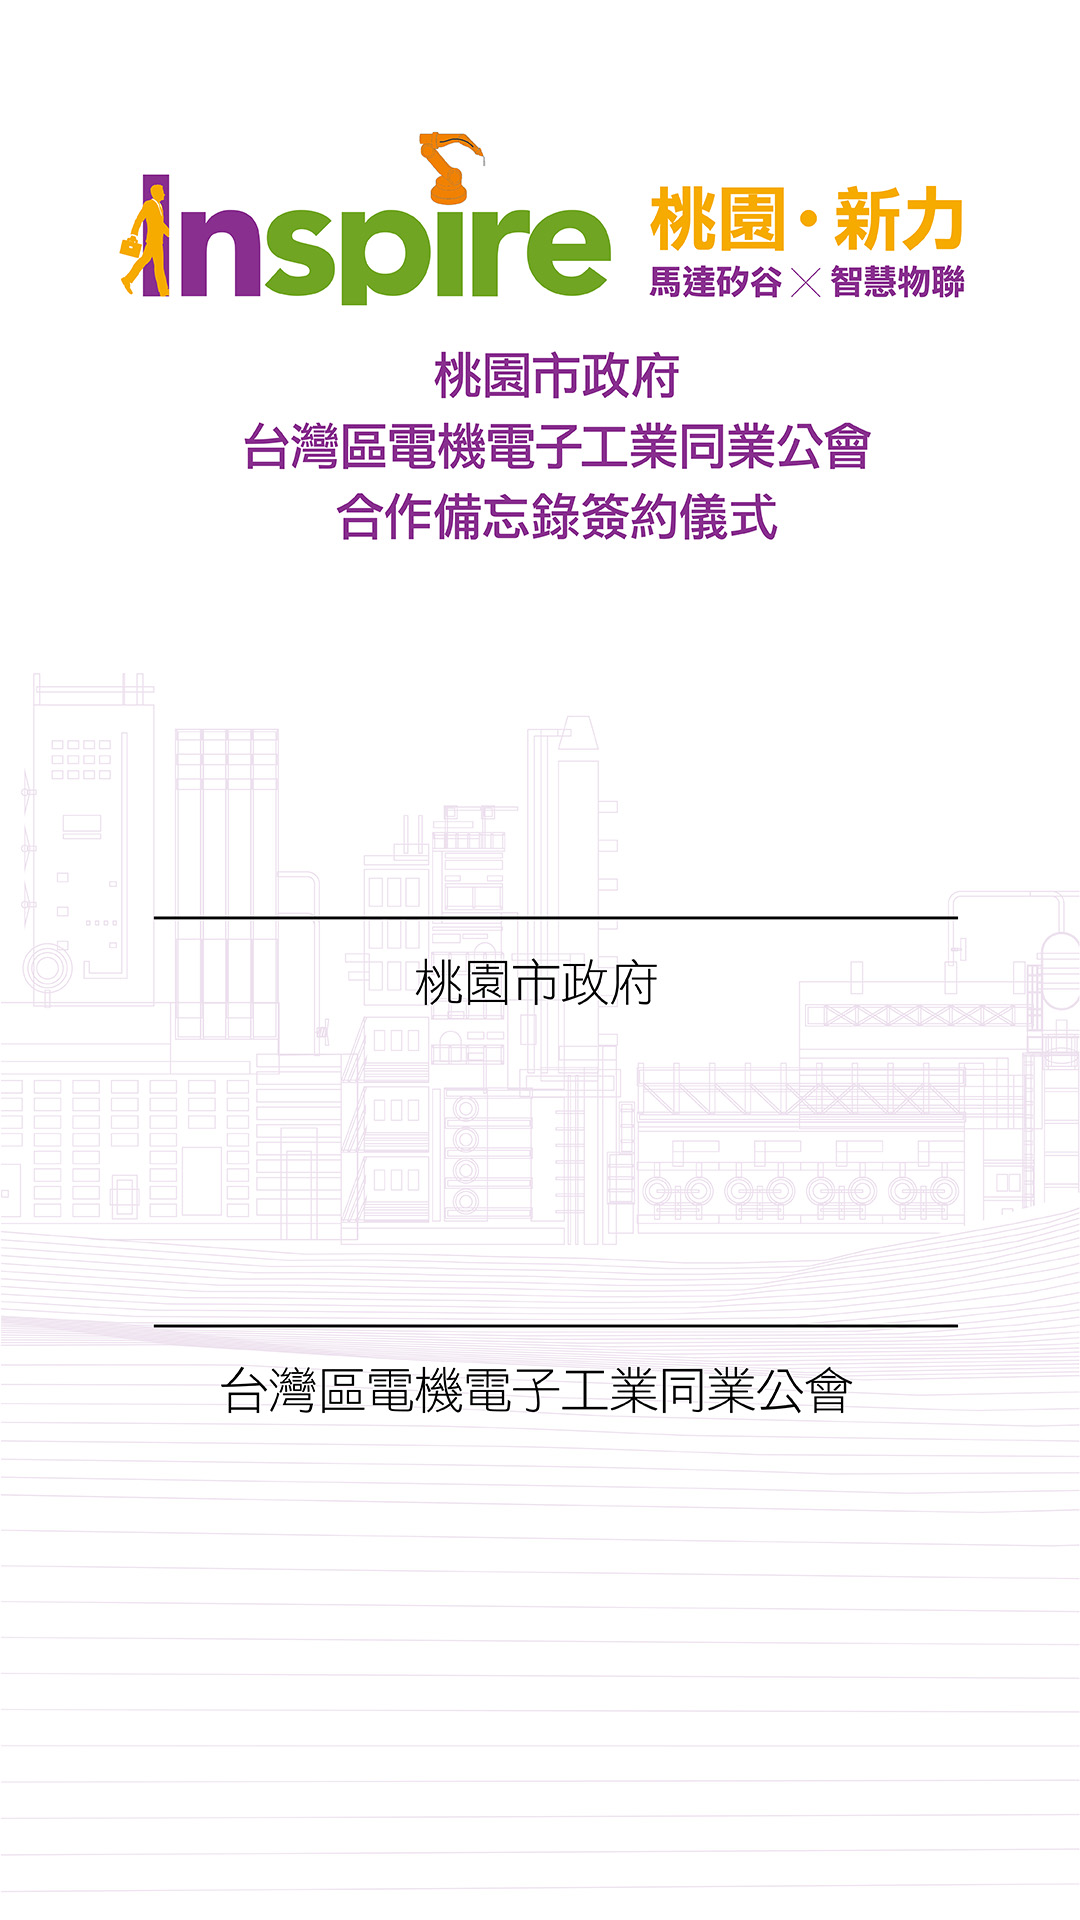 Inspire
桃園・新力
馬達矽谷╳智慧物聯
桃園市政府
台灣區電機電子工業同業公會
合作備忘錄簽約儀式
桃園市政府
台灣區電機電子工業同業公會